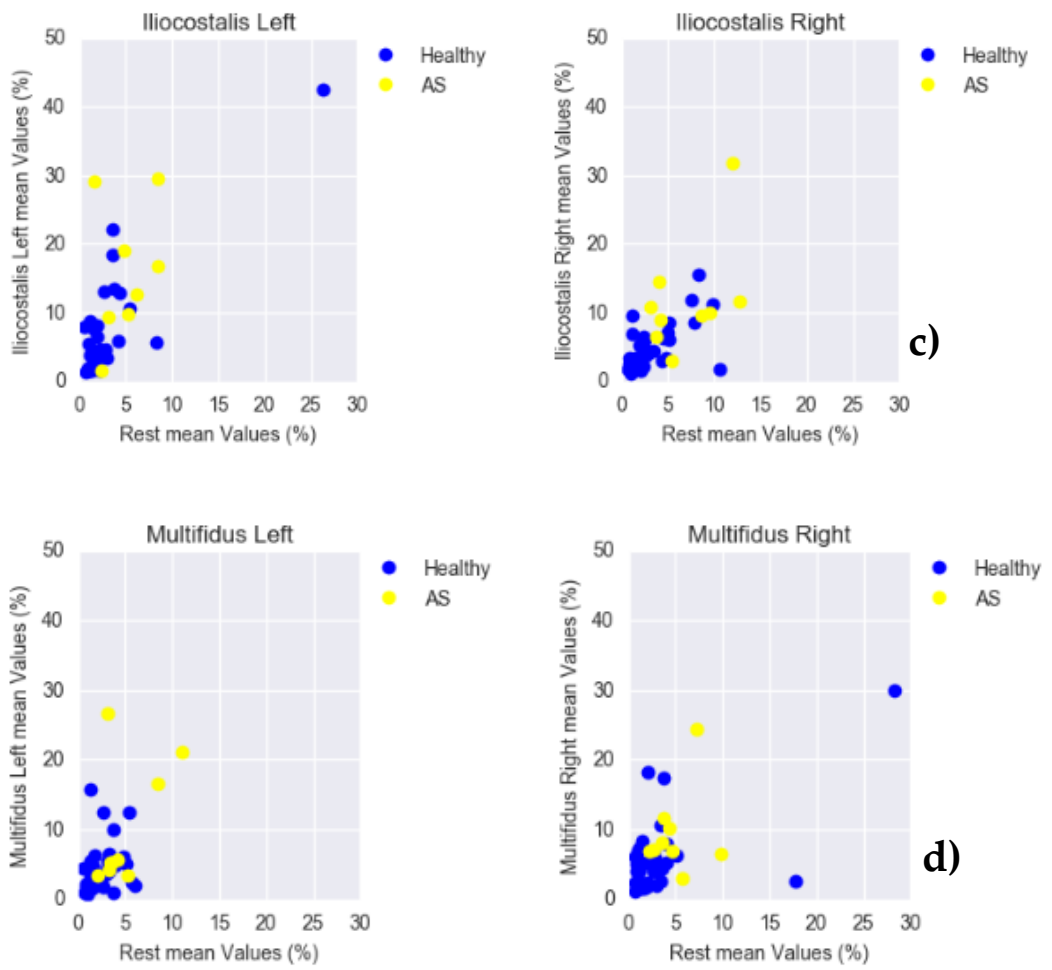 Iliocostalis Left
Iliocostalis Left mean Values (%)
50
40
30
20
10
0
0 5 10 15 20 25 30
Rest mean Values (%)
Healthy
AS
Iliocostalis Right
Iliocostalis Right mean Values (%)
50
40
30
20
10
0
0 5 10 15 20 25 30
Rest mean Values (%)
Healthy
AS
c)
Multifidus Left
Multifidus Left mean Values (%)
50
40
30
20
10
0
0 5 10 15 20 25 30
Rest mean Values (%)
Healthy
AS
Multifidus Right
Multifidus Right mean Values (%)
50
40
30
20
10
0
0 5 10 15 20 25 30
Rest mean Values (%)
Healthy
AS
d)